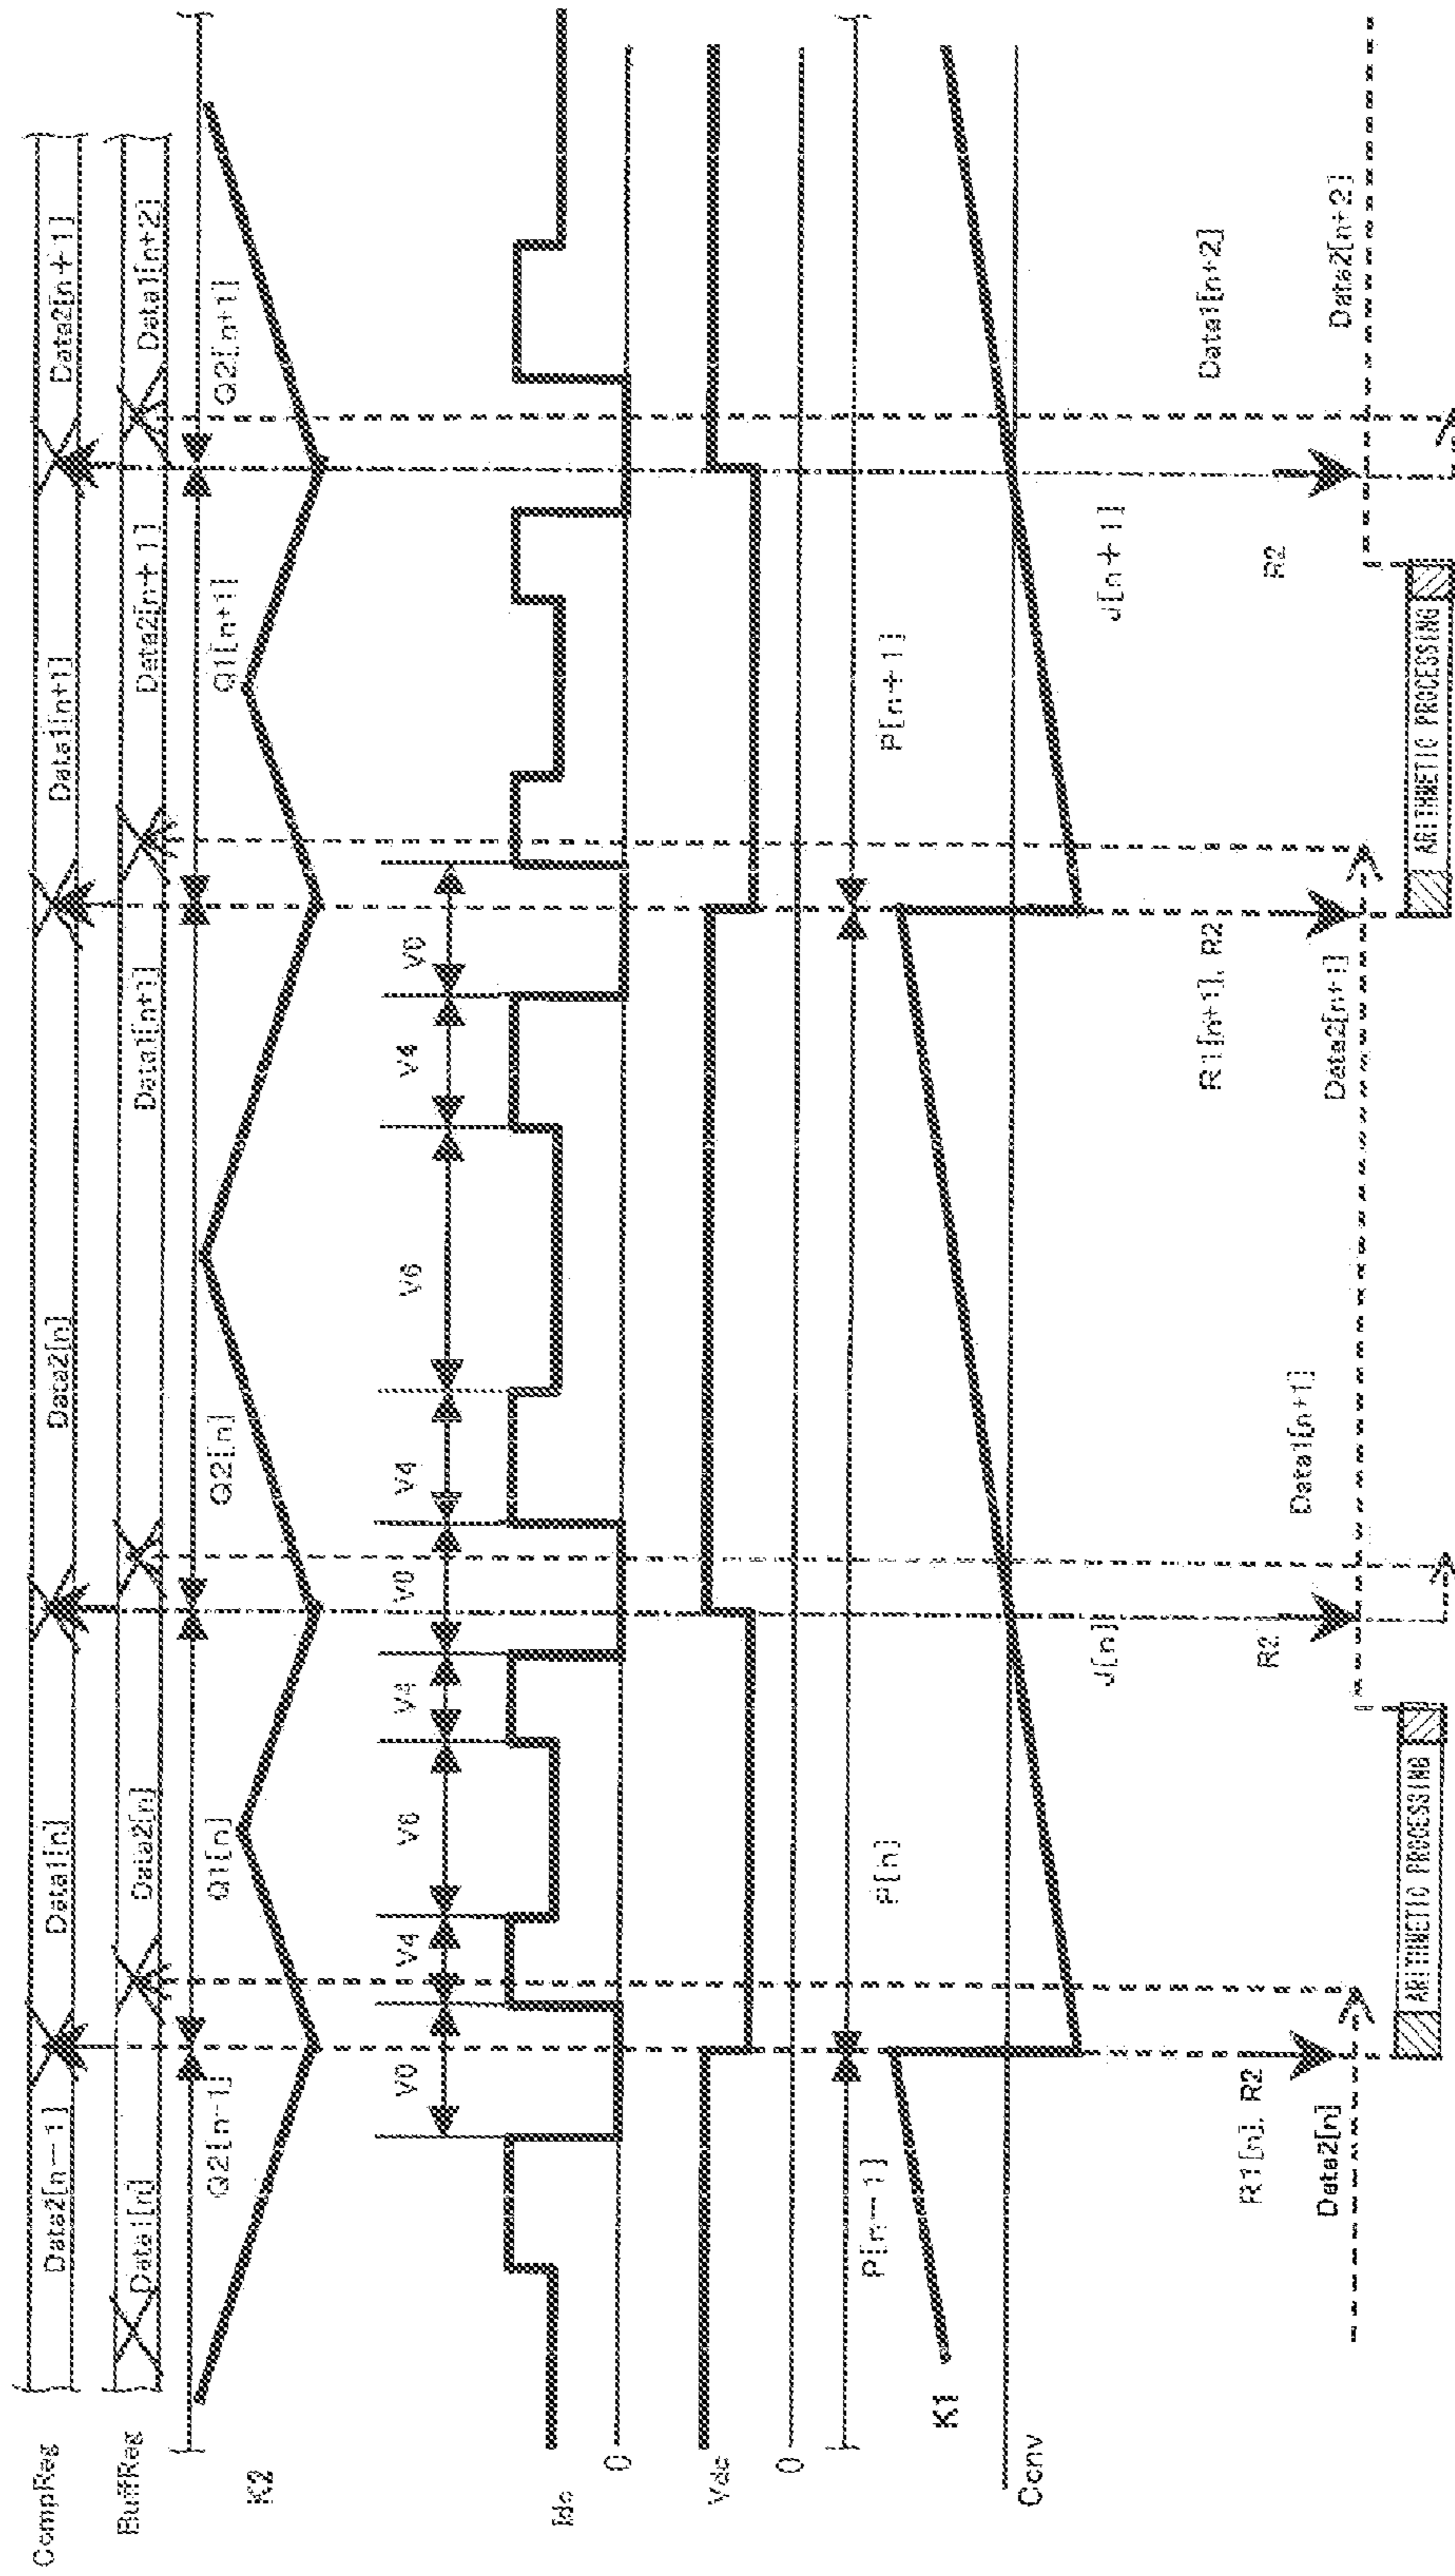 CompReg
Data2[n-1]
Data1[n]
Data2[n]
Data1[n+1]
Data2[n+1]
BuffReg
Data1[n]
Data2[n]
Data1[n+1]
Data2[n+1]
Data1[n+2]
Q2[n-1]
Q1[n]
Q2[n]
Q1[n+1]
Q2[n+1]
K2
V0
V4
V6
V4
V0
V4
V6
V4
V0
Idc
0
Vdc
0
P[n-1]
P[n]
P[n+1]
K1
Ccnv
J[n]
J[n+1]
R1[n], R2
R2
R1[n+1], R2
R2
Data1[n+2]
Data2[n]
Data1[n+1]
Data2[n+1]
Data2[n+2]
ARITHMETIC PROCESSING
ARITHMETIC PROCESSING